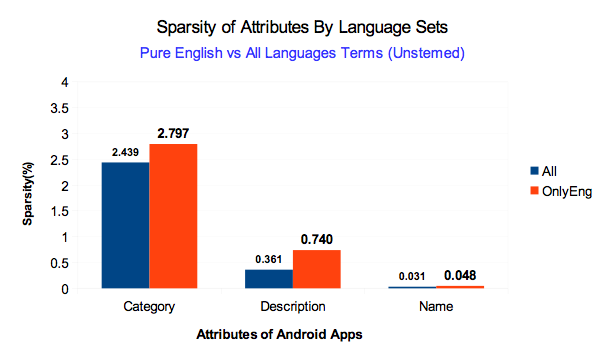 Sparsity of Attributes By Language Sets
Pure English vs All Languages Terms (Unstemed)
4
3.5
3
2.5
2
1.5
1
0.5
0
Sparsity(%)
2.439
2.797
0.361
0.740
0.031
0.048
All
OnlyEng
Category
Description
Name
Attributes of Android Apps